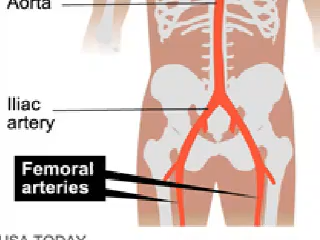 Aorta
Iliac
artery
Femoral
arteries
USA TODAY